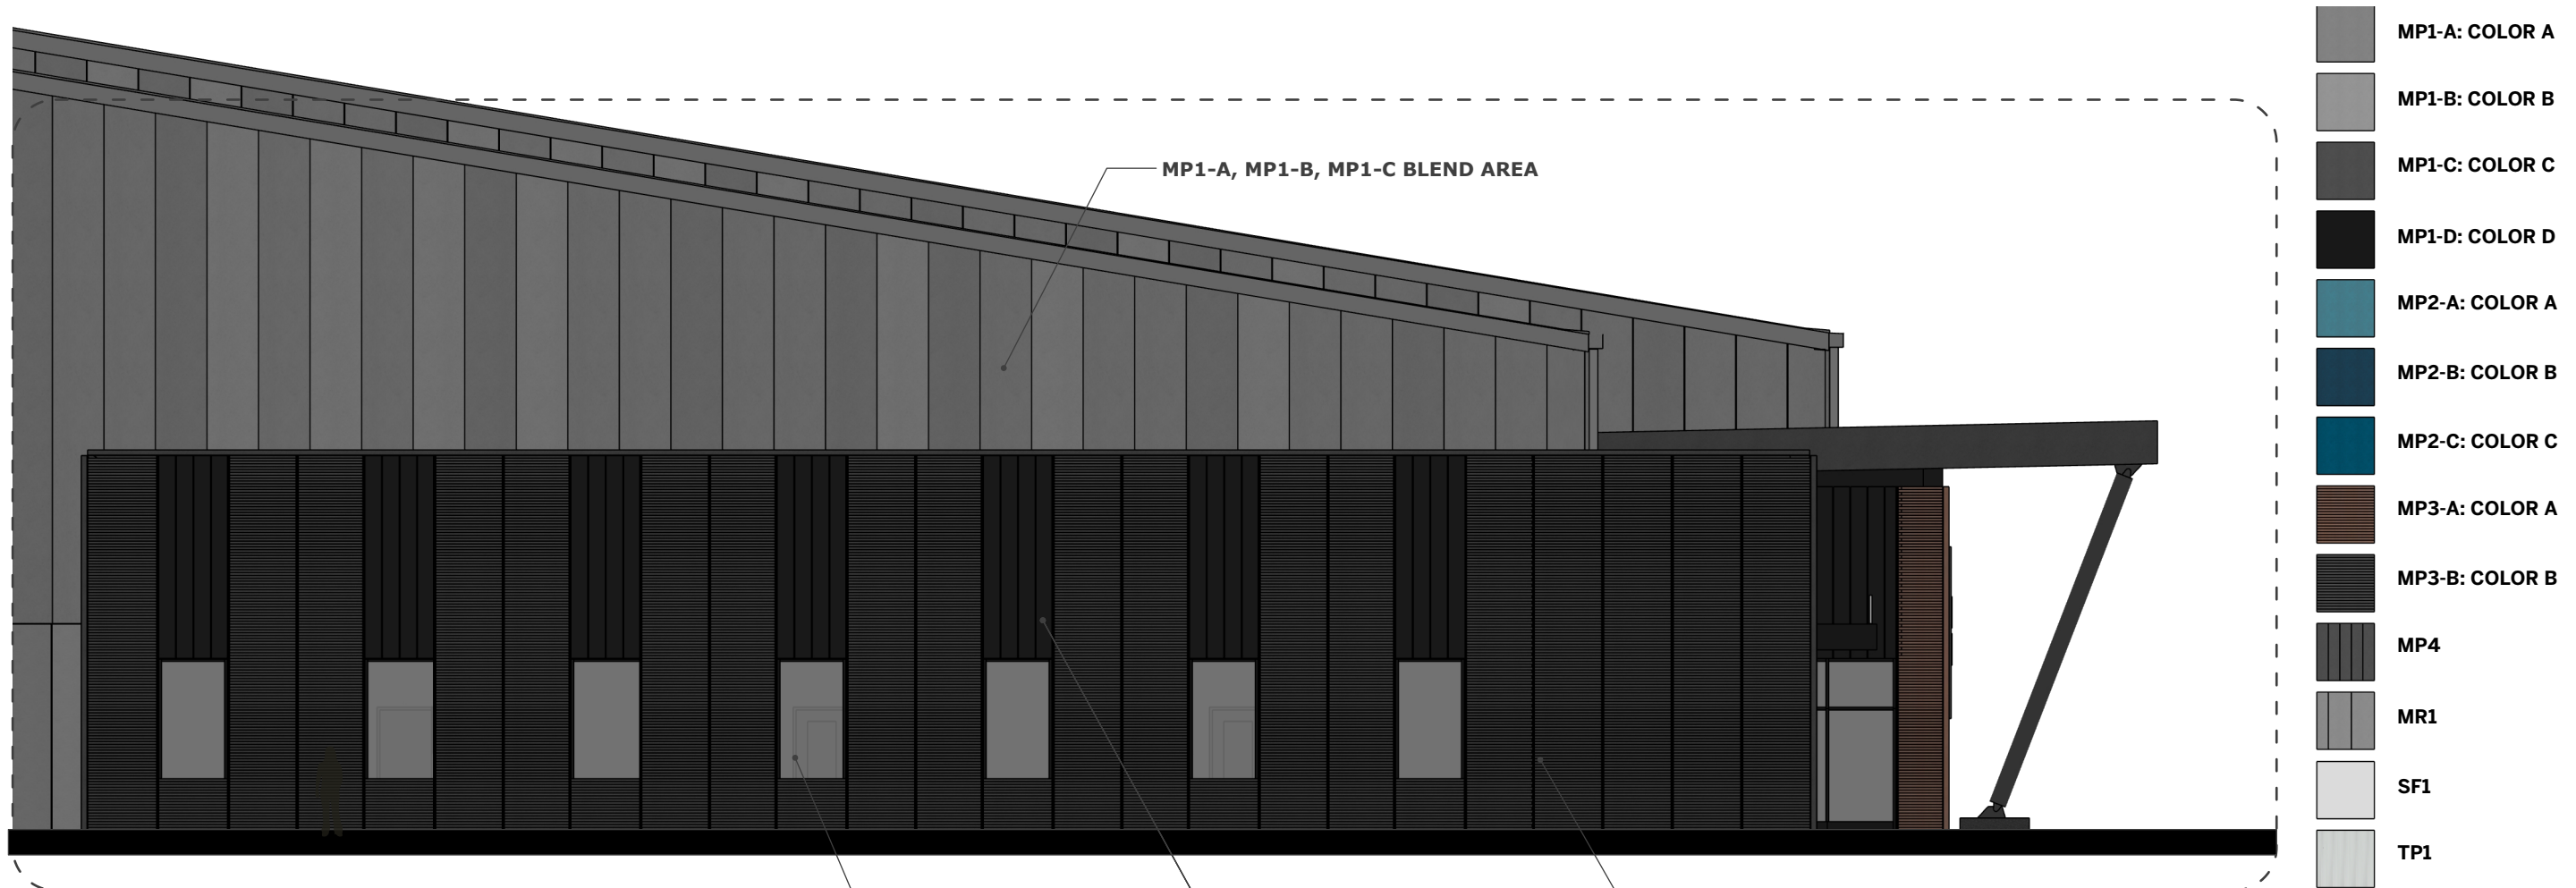 MP1-A, MP1-B, MP1-C BLEND AREA
MP1-A: COLOR A
MP1-B: COLOR B
MP1-C: COLOR C
MP1-D: COLOR D
MP2-A: COLOR A
MP2-B: COLOR B
MP2-C: COLOR C
MP3-A: COLOR A
MP3-B: COLOR B
MP4
MR1
SF1
TP1